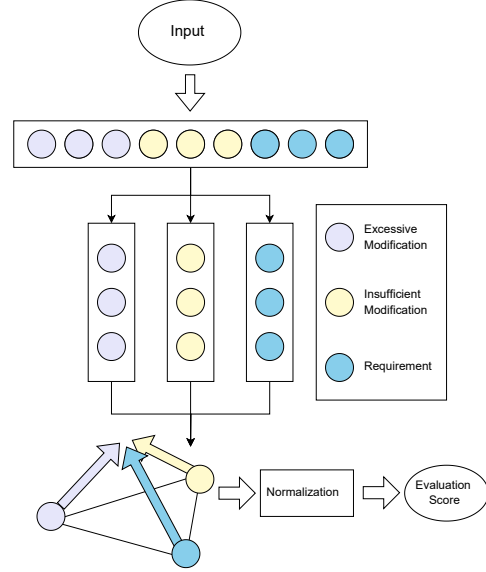 Input
Excessive
Modification
Insufficient
Modification
Requirement
Normalization
Evaluation
Score